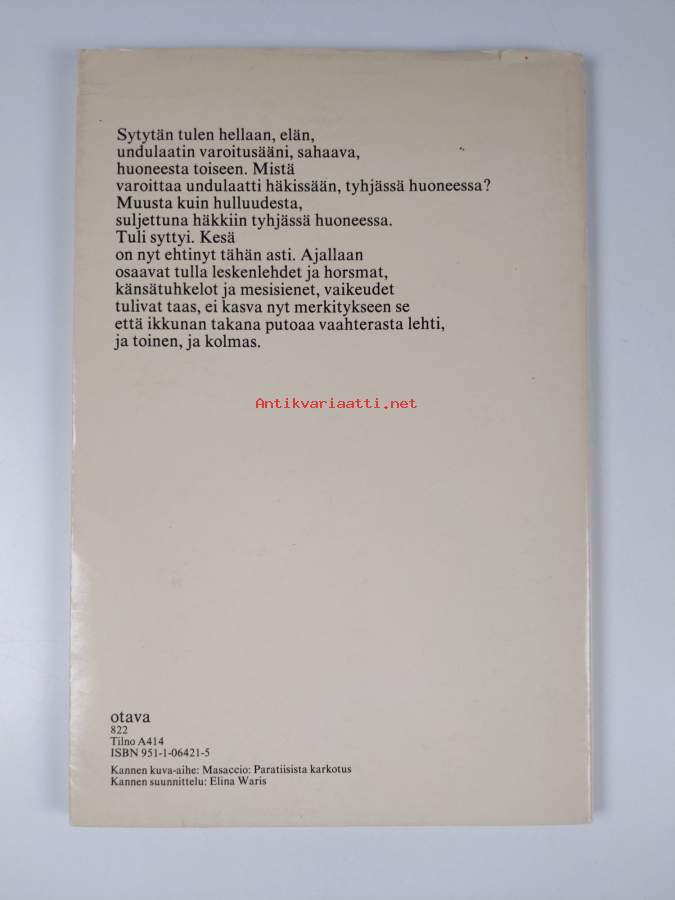 Sytytän tulen hellaan, elän,
undulaatin varoitusääni, sahaava,
huoneesta toiseen. Mistä
varoittaa undulaatti häkissään, tyhjässä huoneessa?
Muusta kuin hulluudesta,
suljettuna häkkiin tyhjässä huoneessa.
Tuli syttyi. Kesä
on nyt ehtinyt tähän asti. Ajallaan
osaavat tulla leskenlehdet ja horsmat,
känsätuhkelot ja mesisienet, vaikeudet
tulivat taas, ei kasva nyt merkitykseen se
että ikkunan takana putoaa vaahterasta lehti,
ja toinen, ja kolmas.
Antikvariaatti.net
otava
822
Tilno A414
ISBN 951-1-06421-5
Kannen kuva-aihe: Masaccio: Paratiisista karkotus
Kannen suunnittelu: Elina Waris